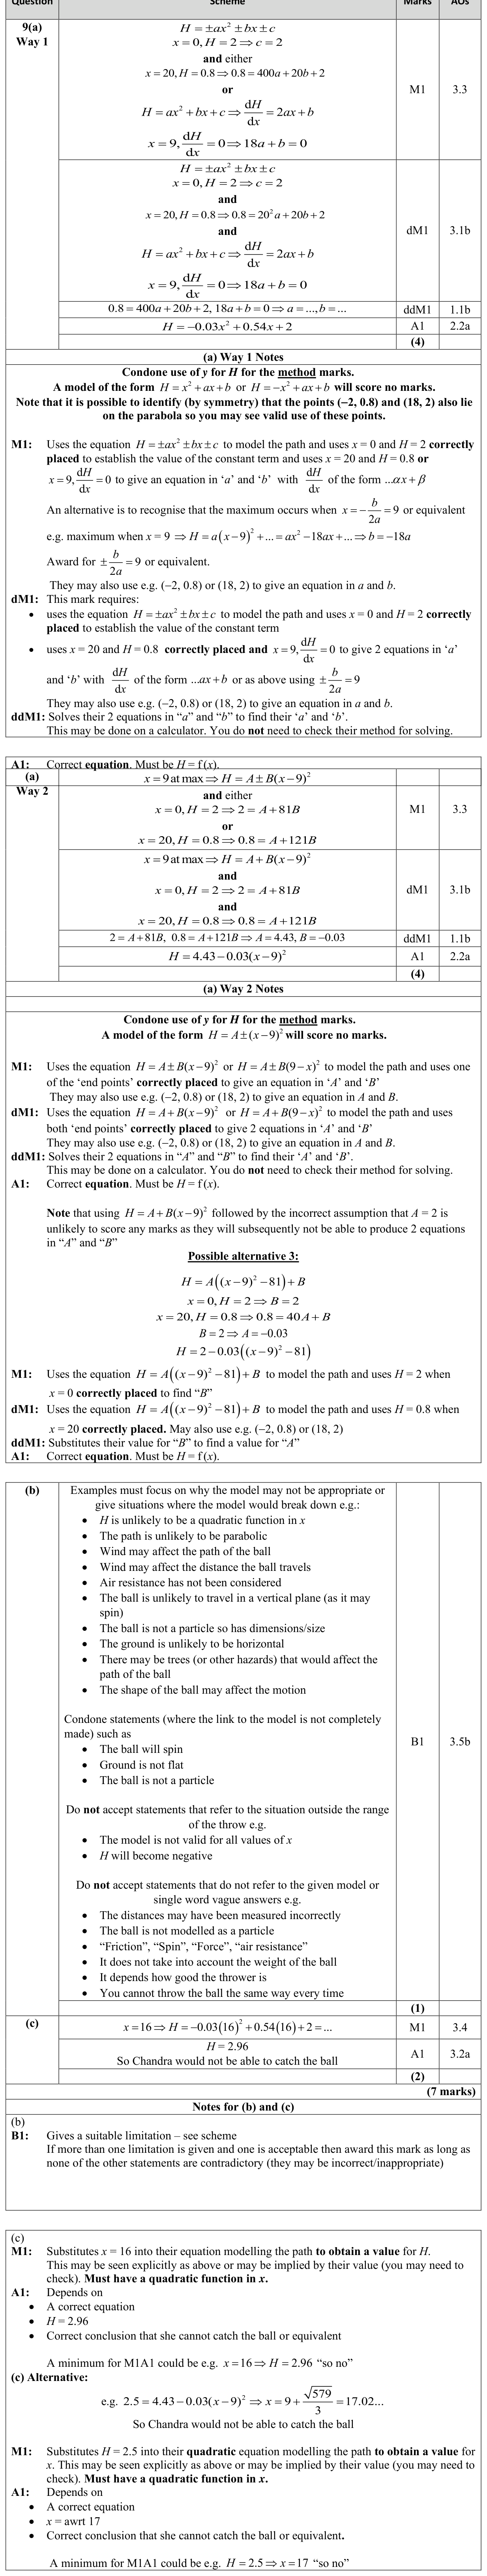 Question Scheme Marks AOs
9(a)
Way 1
H = ±ax² ± bx ± c
x = 0, H = 2 ⇒ c = 2
and either
x = 20, H = 0.8 ⇒ 0.8 = 400a + 20b + 2
or
H = ax² + bx + c ⇒ dH/dx = 2ax + b
x = 9, dH/dx = 0 ⇒ 18a + b = 0
M1 3.3
H = ±ax² ± bx ± c
x = 0, H = 2 ⇒ c = 2
and
x = 20, H = 0.8 ⇒ 0.8 = 20²a + 20b + 2
and
H = ax² + bx + c ⇒ dH/dx = 2ax + b
x = 9, dH/dx = 0 ⇒ 18a + b = 0
dM1 3.1b
0.8 = 400a + 20b + 2, 18a + b = 0 ⇒ a = ..., b = ... ddM1 1.1b
H = −0.03x² + 0.54x + 2 A1 2.2a
(4)
(a) Way 1 Notes
Condone use of y for H for the method marks.
A model of the form H = x² + ax + b or H = −x² + ax + b will score no marks.
Note that it is possible to identify (by symmetry) that the points (−2, 0.8) and (18, 2) also lie
on the parabola so you may see valid use of these points.
M1: Uses the equation H = ±ax² ± bx ± c to model the path and uses x = 0 and H = 2 correctly
placed to establish the value of the constant term and uses x = 20 and H = 0.8 or
x = 9, dH/dx = 0 to give an equation in ‘a’ and ‘b’ with dH/dx of the form ...αx + β
An alternative is to recognise that the maximum occurs when x = −b/2a = 9 or equivalent
e.g. maximum when x = 9 ⇒ H = a(x − 9)² + ... = ax² − 18ax + ... ⇒ b = −18a
Award for ± b/2a = 9 or equivalent.
They may also use e.g. (−2, 0.8) or (18, 2) to give an equation in a and b.
dM1: This mark requires:
• uses the equation H = ±ax² ± bx ± c to model the path and uses x = 0 and H = 2 correctly
placed to establish the value of the constant term
• uses x = 20 and H = 0.8 correctly placed and x = 9, dH/dx = 0 to give 2 equations in ‘a’
and ‘b’ with dH/dx of the form ...ax + b or as above using ± b/2a = 9
They may also use e.g. (−2, 0.8) or (18, 2) to give an equation in a and b.
ddM1: Solves their 2 equations in “a” and “b” to find their ‘a’ and ‘b’.
This may be done on a calculator. You do not need to check their method for solving.
A1: Correct equation. Must be H = f(x).
(a)
Way 2
x = 9 at max ⇒ H = A ± B(x − 9)²
and either
x = 0, H = 2 ⇒ 2 = A + 81B
or
x = 20, H = 0.8 ⇒ 0.8 = A + 121B
M1 3.3
x = 9 at max ⇒ H = A + B(x − 9)²
and
x = 0, H = 2 ⇒ 2 = A + 81B
and
x = 20, H = 0.8 ⇒ 0.8 = A + 121B
dM1 3.1b
2 = A + 81B, 0.8 = A + 121B ⇒ A = 4.43, B = −0.03 ddM1 1.1b
H = 4.43 − 0.03(x − 9)² A1 2.2a
(4)
(a) Way 2 Notes
Condone use of y for H for the method marks.
A model of the form H = A ± (x − 9)² will score no marks.
M1: Uses the equation H = A ± B(x − 9)² or H = A ± B(9 − x)² to model the path and uses one
of the ‘end points’ correctly placed to give an equation in ‘A’ and ‘B’
They may also use e.g. (−2, 0.8) or (18, 2) to give an equation in A and B.
dM1: Uses the equation H = A + B(x − 9)² or H = A + B(9 − x)² to model the path and uses
both ‘end points’ correctly placed to give 2 equations in ‘A’ and ‘B’
They may also use e.g. (−2, 0.8) or (18, 2) to give an equation in A and B.
ddM1: Solves their 2 equations in “A” and “B” to find their ‘A’ and ‘B’.
This may be done on a calculator. You do not need to check their method for solving.
A1: Correct equation. Must be H = f(x).
Note that using H = A + B(x − 9)² followed by the incorrect assumption that A = 2 is
unlikely to score any marks as they will subsequently not be able to produce 2 equations
in “A” and “B”
Possible alternative 3:
H = A((x − 9)² − 81) + B
x = 0, H = 2 ⇒ B = 2
x = 20, H = 0.8 ⇒ 0.8 = 40A + B
B = 2 ⇒ A = −0.03
H = 2 − 0.03((x − 9)² − 81)
M1: Uses the equation H = A((x − 9)² − 81) + B to model the path and uses H = 2 when
x = 0 correctly placed to find “B”
dM1: Uses the equation H = A((x − 9)² − 81) + B to model the path and uses H = 0.8 when
x = 20 correctly placed. May also use e.g. (−2, 0.8) or (18, 2)
ddM1: Substitutes their value for “B” to find a value for “A”
A1: Correct equation. Must be H = f(x).
(b)
Examples must focus on why the model may not be appropriate or
give situations where the model would break down e.g.:
• H is unlikely to be a quadratic function in x
• The path is unlikely to be parabolic
• Wind may affect the path of the ball
• Wind may affect the distance the ball travels
• Air resistance has not been considered
• The ball is unlikely to travel in a vertical plane (as it may
spin)
• The ball is not a particle so has dimensions/size
• The ground is unlikely to be horizontal
• There may be trees (or other hazards) that would affect the
path of the ball
• The shape of the ball may affect the motion
Condone statements (where the link to the model is not completely
made) such as
• The ball will spin
• Ground is not flat
• The ball is not a particle
Do not accept statements that refer to the situation outside the range
of the throw e.g.
• The model is not valid for all values of x
• H will become negative
Do not accept statements that do not refer to the given model or
single word vague answers e.g.
• The distances may have been measured incorrectly
• The ball is not modelled as a particle
• “Friction”, “Spin”, “Force”, “air resistance”
• It does not take into account the weight of the ball
• It depends how good the thrower is
• You cannot throw the ball the same way every time
B1 3.5b
(1)
(c)
x = 16 ⇒ H = −0.03(16)² + 0.54(16) + 2 = ... M1 3.4
H = 2.96
So Chandra would not be able to catch the ball
A1 3.2a
(2)
(7 marks)
Notes for (b) and (c)
(b)
B1: Gives a suitable limitation – see scheme
If more than one limitation is given and one is acceptable then award this mark as long as
none of the other statements are contradictory (they may be incorrect/inappropriate)
(c)
M1: Substitutes x = 16 into their equation modelling the path to obtain a value for H.
This may be seen explicitly as above or may be implied by their value (you may need to
check). Must have a quadratic function in x.
A1: Depends on
• A correct equation
• H = 2.96
• Correct conclusion that she cannot catch the ball or equivalent
A minimum for M1A1 could be e.g. x = 16 ⇒ H = 2.96 “so no”
(c) Alternative:
e.g. 2.5 = 4.43 − 0.03(x − 9)² ⇒ x = 9 + √579/3 = 17.02...
So Chandra would not be able to catch the ball
M1: Substitutes H = 2.5 into their quadratic equation modelling the path to obtain a value for
x. This may be seen explicitly as above or may be implied by their value (you may need to
check). Must have a quadratic function in x.
A1: Depends on
• A correct equation
• x = awrt 17
• Correct conclusion that she cannot catch the ball or equivalent.
A minimum for M1A1 could be e.g. H = 2.5 ⇒ x = 17 “so no”